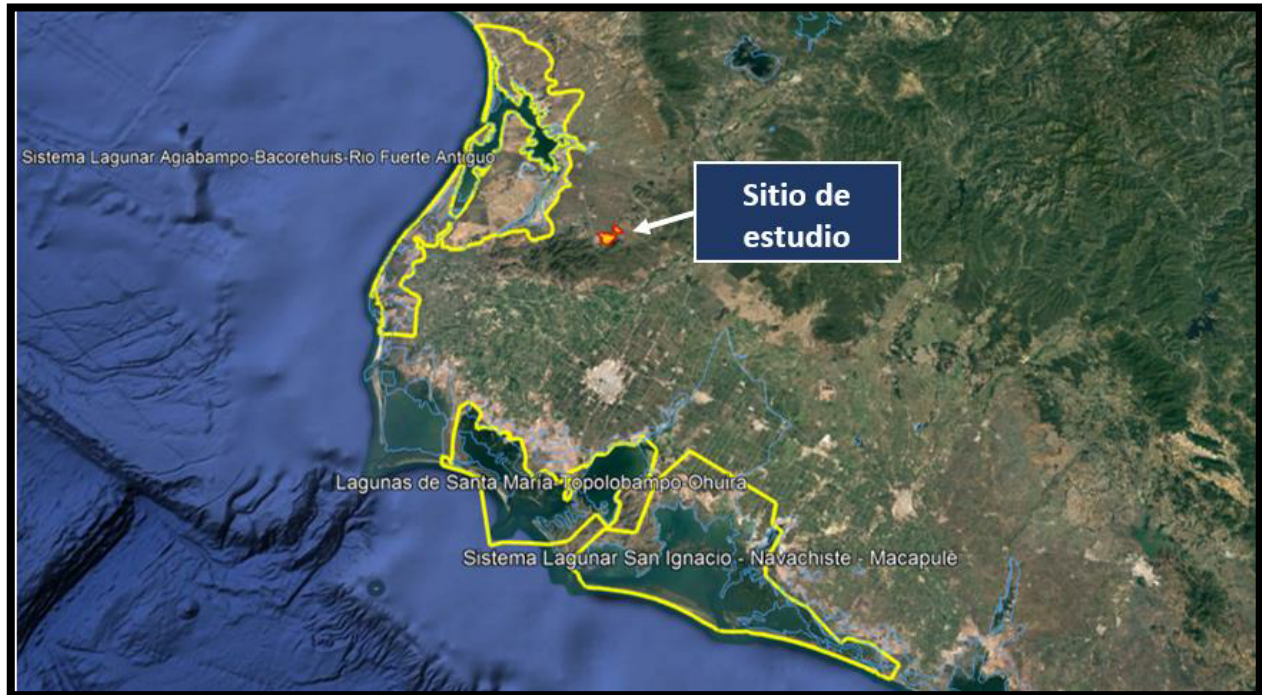 Sistema Lagunar Agiabampo-Bacorehuis-Rio Fuerte Antiguo
Sitio de
estudio
Lagunas de Santa Maria-Topolobampo-Ohuira
Sistema Lagunar San Ignacio - Navachiste - Macapule